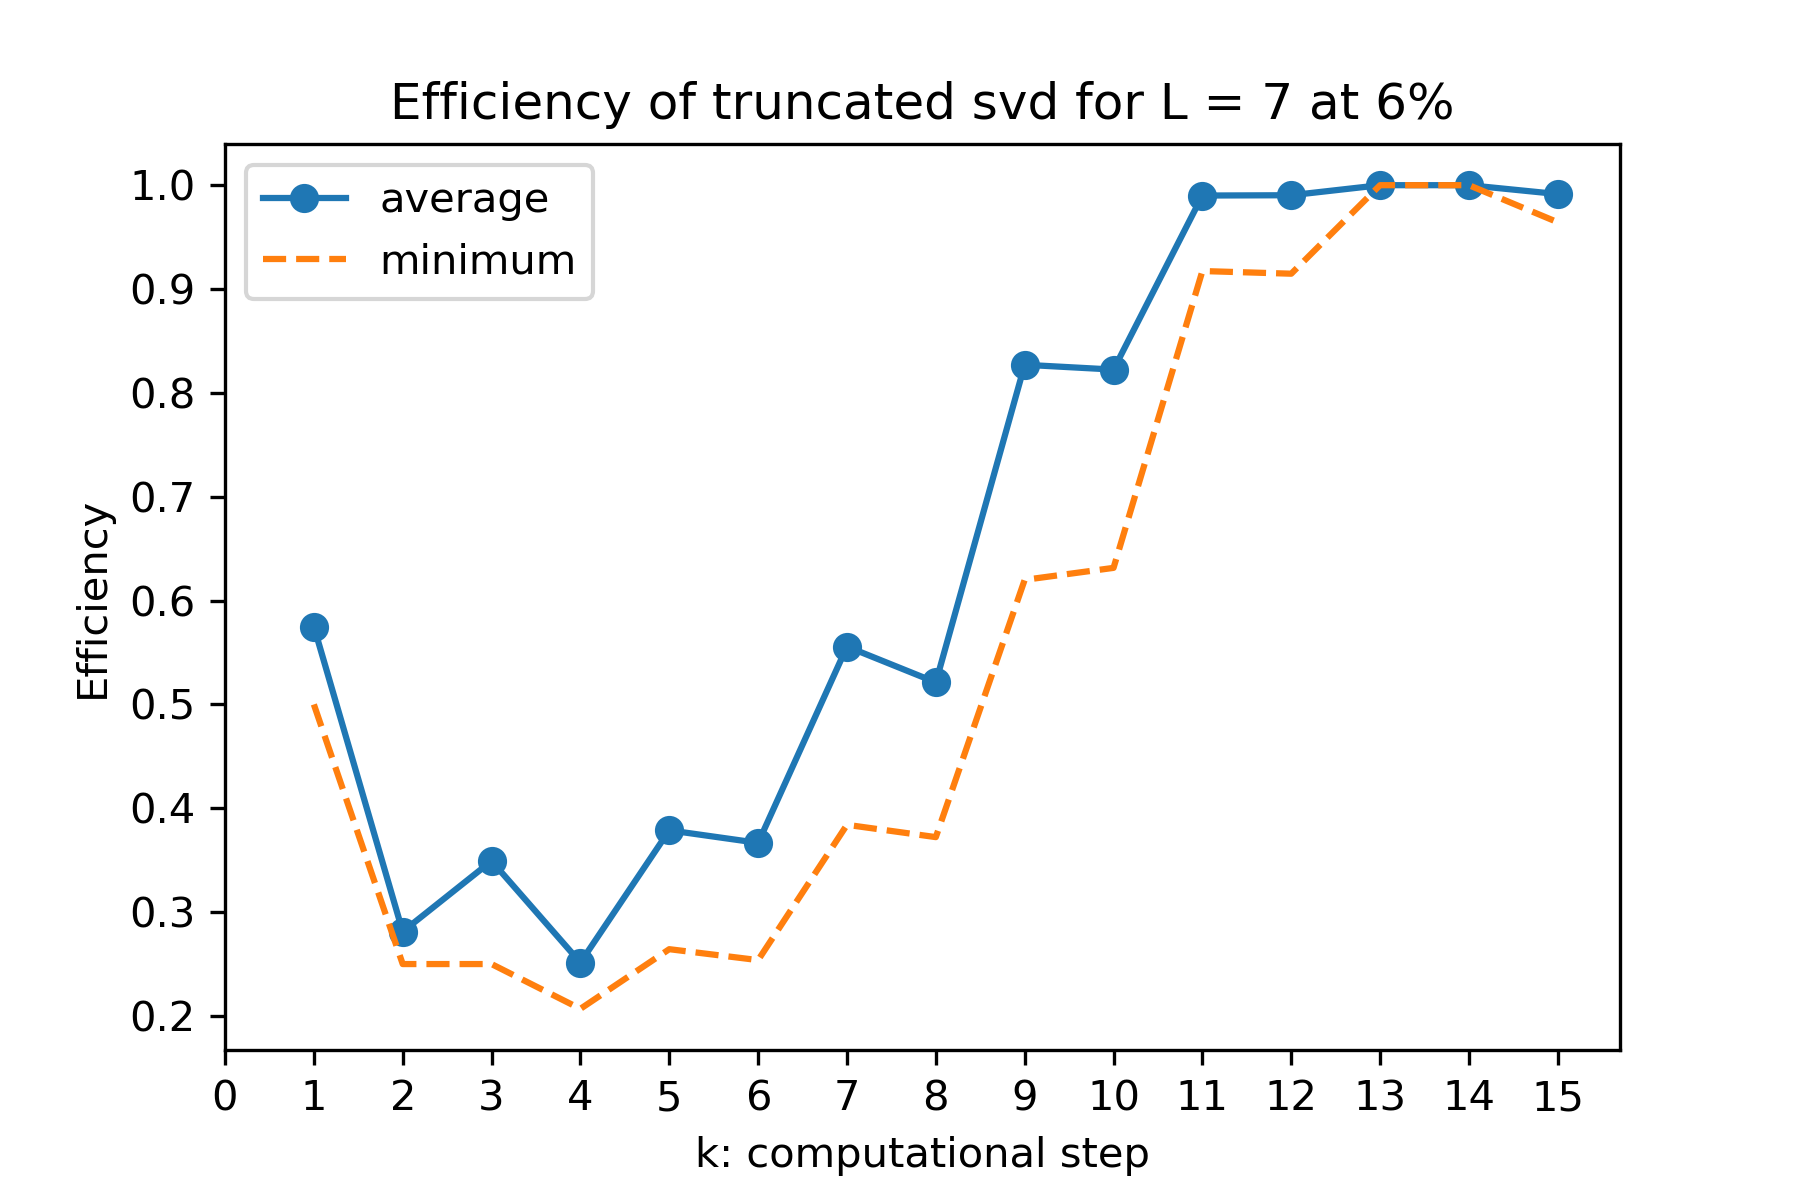 Efficiency of truncated svd for L = 7 at 6%
average
minimum
1.0
0.9
0.8
0.7
0.6
0.5
0.4
0.3
0.2
Efficiency
0 1 2 3 4 5 6 7 8 9 10 11 12 13 14 15
k: computational step